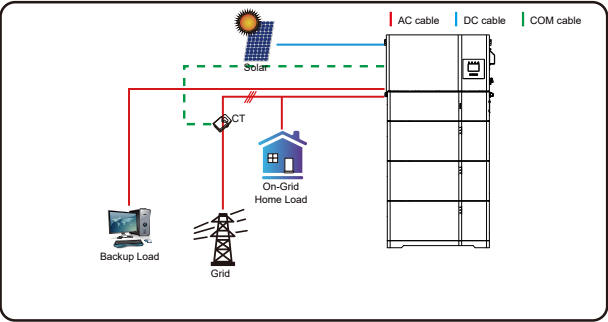 AC cable DC cable COM cable
Solar
CT
On-Grid
Home Load
Backup Load
Grid